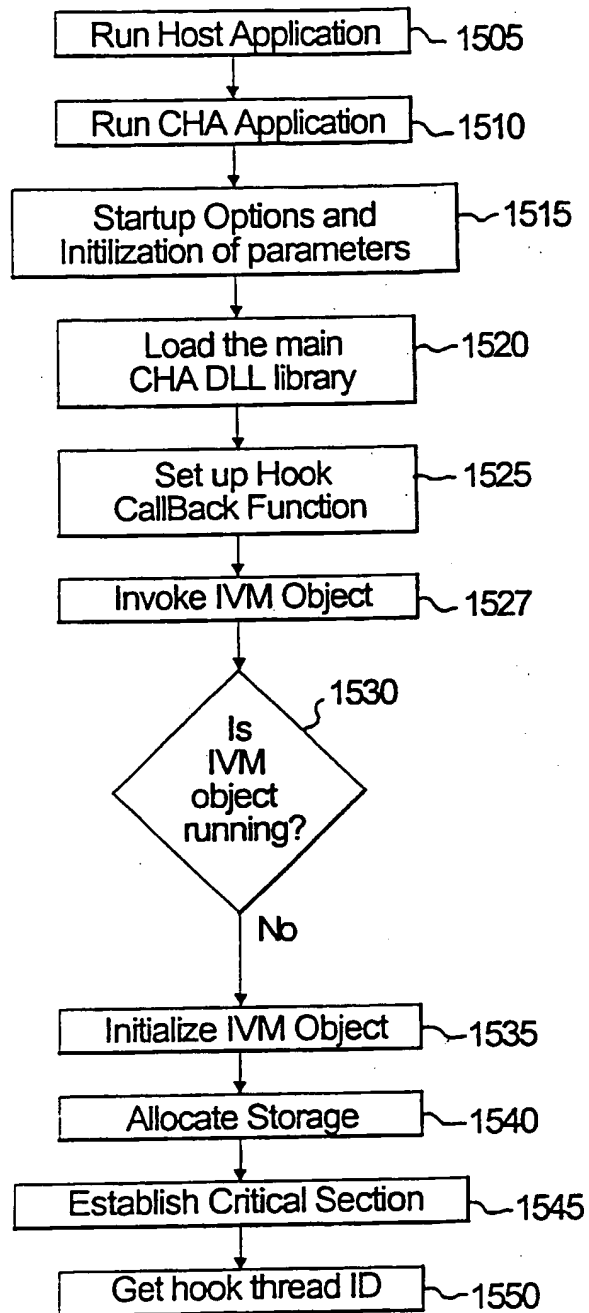 Run Host Application
1505
Run CHA Application
1510
Startup Options and
Initilization of parameters
1515
Load the main
CHA DLL library
1520
Set up Hook
CallBack Function
1525
Invoke IVM Object
1527
1530
Is
IVM
object
running?
No
Initialize IVM Object
1535
Allocate Storage
1540
Establish Critical Section
1545
Get hook thread ID
1550